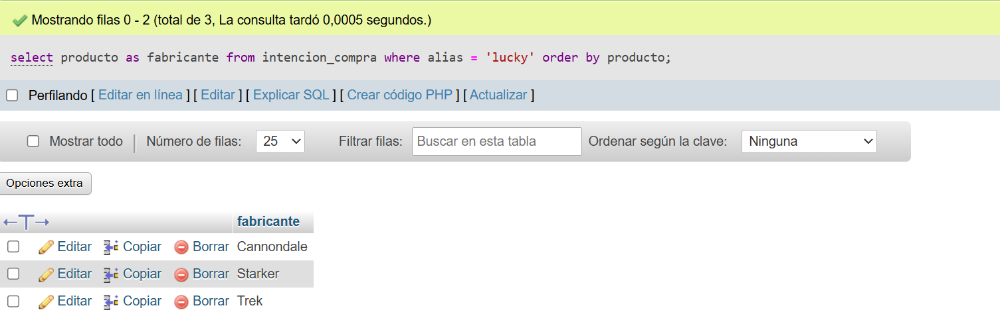 Mostrando filas 0 - 2 (total de 3, La consulta tardó 0,0005 segundos.)
select producto as fabricante from intencion_compra where alias = 'lucky' order by producto;
Perfilando [ Editar en línea ] [ Editar ] [ Explicar SQL ] [ Crear código PHP ] [ Actualizar ]
Mostrar todo | Número de filas: 25 Filtrar filas: Buscar en esta tabla Ordenar según la clave: Ninguna
Opciones extra
←T→ fabricante
Editar Copiar Borrar Cannondale
Editar Copiar Borrar Starker
Editar Copiar Borrar Trek